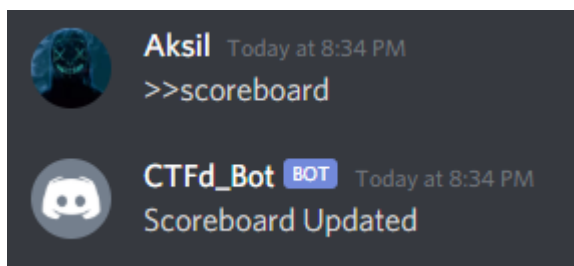 Aksil Today at 8:34 PM
>>scoreboard
CTFd_Bot BOT Today at 8:34 PM
Scoreboard Updated